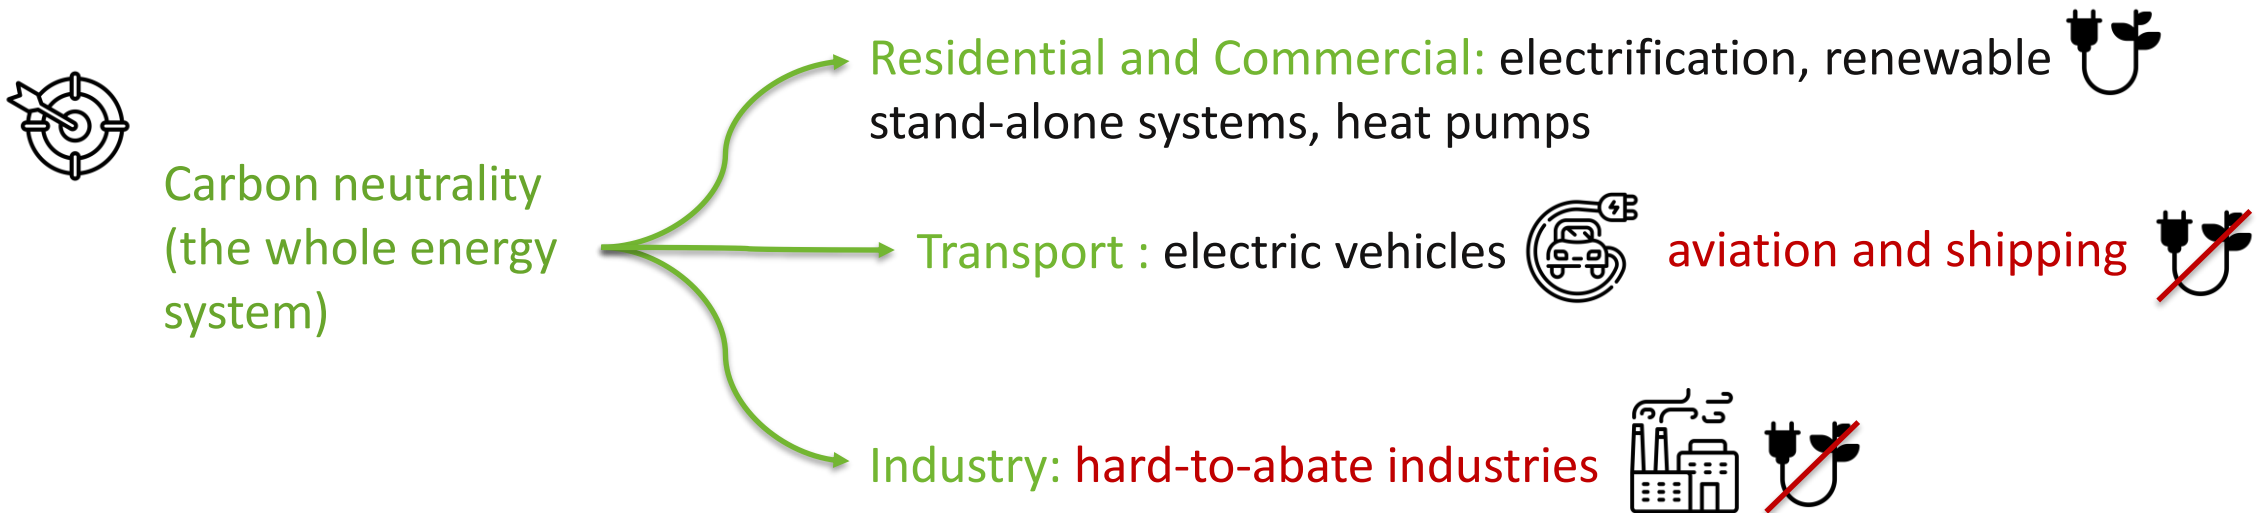 Residential and Commercial: electrification, renewable
stand-alone systems, heat pumps
Carbon neutrality
(the whole energy
system)
Transport : electric vehicles aviation and shipping
Industry: hard-to-abate industries